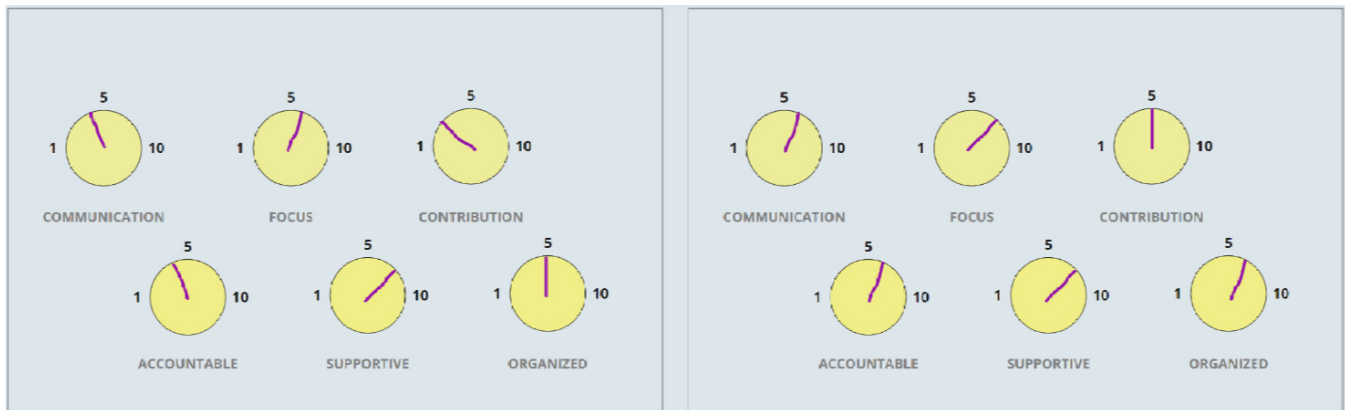 5 5 5 5 5 5
1 10 1 10 1 10 1 10 1 10 1 10
COMMUNICATION FOCUS CONTRIBUTION COMMUNICATION FOCUS CONTRIBUTION
5 5 5 5 5 5
1 10 1 10 1 10 1 10 1 10 1 10
ACCOUNTABLE SUPPORTIVE ORGANIZED ACCOUNTABLE SUPPORTIVE ORGANIZED